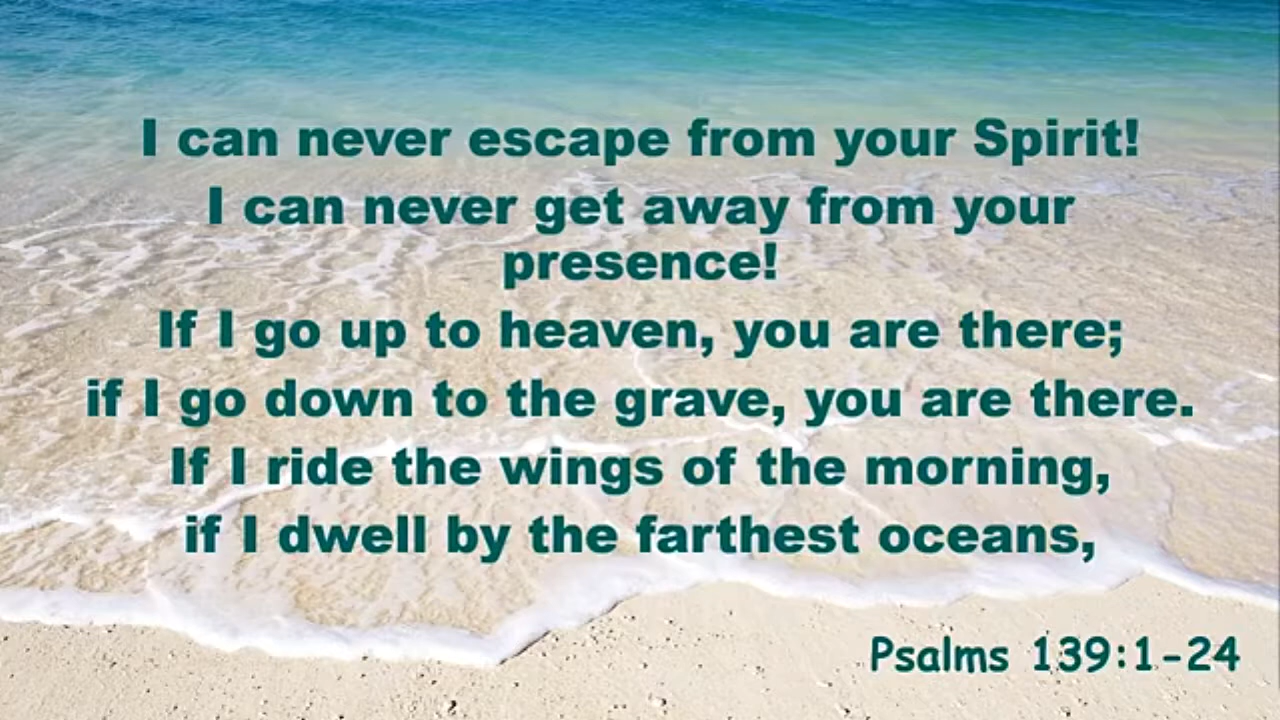 I can never escape from your Spirit!
I can never get away from your
presence!
If I go up to heaven, you are there;
if I go down to the grave, you are there.
If I ride the wings of the morning,
if I dwell by the farthest oceans,
Psalms 139:1-24